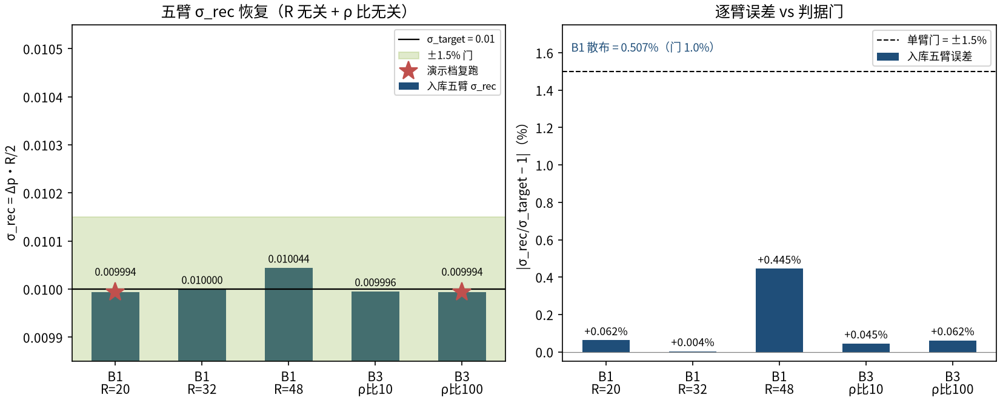 五臂 σ_rec 恢复（R 无关 + ρ 比无关）
σ_rec = Δp · R/2
0.0105
0.0104
0.0103
0.0102
0.0101
0.0100
0.0099
σ_target = 0.01
±1.5% 门
演示档复跑
入库五臂 σ_rec
0.009994
0.010000
0.010044
0.009996
0.009994
B1
R=20
B1
R=32
B1
R=48
B3
ρ比10
B3
ρ比100
逐臂误差 vs 判据门
|σ_rec/σ_target − 1|（%）
1.6
1.4
1.2
1.0
0.8
0.6
0.4
0.2
0.0
B1 散布 = 0.507%（门 1.0%）
单臂门 = ±1.5%
入库五臂误差
+0.062%
+0.004%
+0.445%
+0.045%
+0.062%
B1
R=20
B1
R=32
B1
R=48
B3
ρ比10
B3
ρ比100